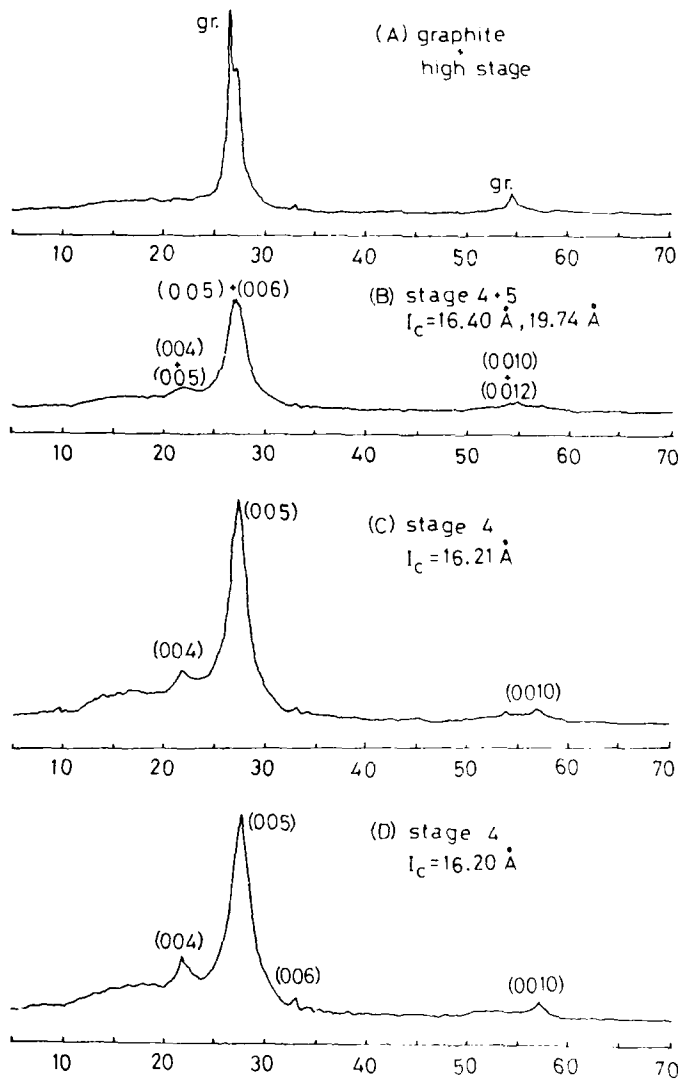 gr.
(A) graphite
+
high stage
gr.
10 20 30 40 50 60 70
(005)+(006)
(B) stage 4+5
Ic=16.40 Å, 19.74 Å
(004)
+
(005)
(0010)
+
(0012)
10 20 30 40 50 60 70
(005)
(C) stage 4
Ic=16.21 Å
(004)
(0010)
10 20 30 40 50 60 70
(005)
(D) stage 4
Ic=16.20 Å
(004)
(006)
(0010)
10 20 30 40 50 60 70